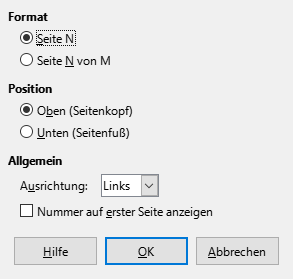 Format
Seite N
Seite N von M
Position
Oben (Seitenkopf)
Unten (Seitenfuß)
Allgemein
Ausrichtung: Links
Nummer auf erster Seite anzeigen
Hilfe OK Abbrechen